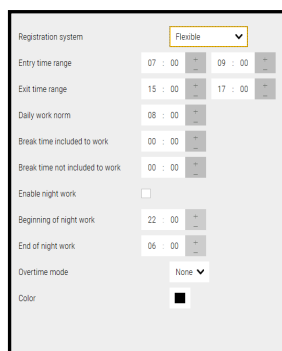 Registration system Flexible
Entry time range 07 : 00 + − 09 : 00 + −
Exit time range 15 : 00 + − 17 : 00 + −
Daily work norm 08 : 00 + −
Break time included to work 00 : 00 + −
Break time not included to work 00 : 00 + −
Enable night work
Beginning of night work 22 : 00 + −
End of night work 06 : 00 + −
Overtime mode None
Color